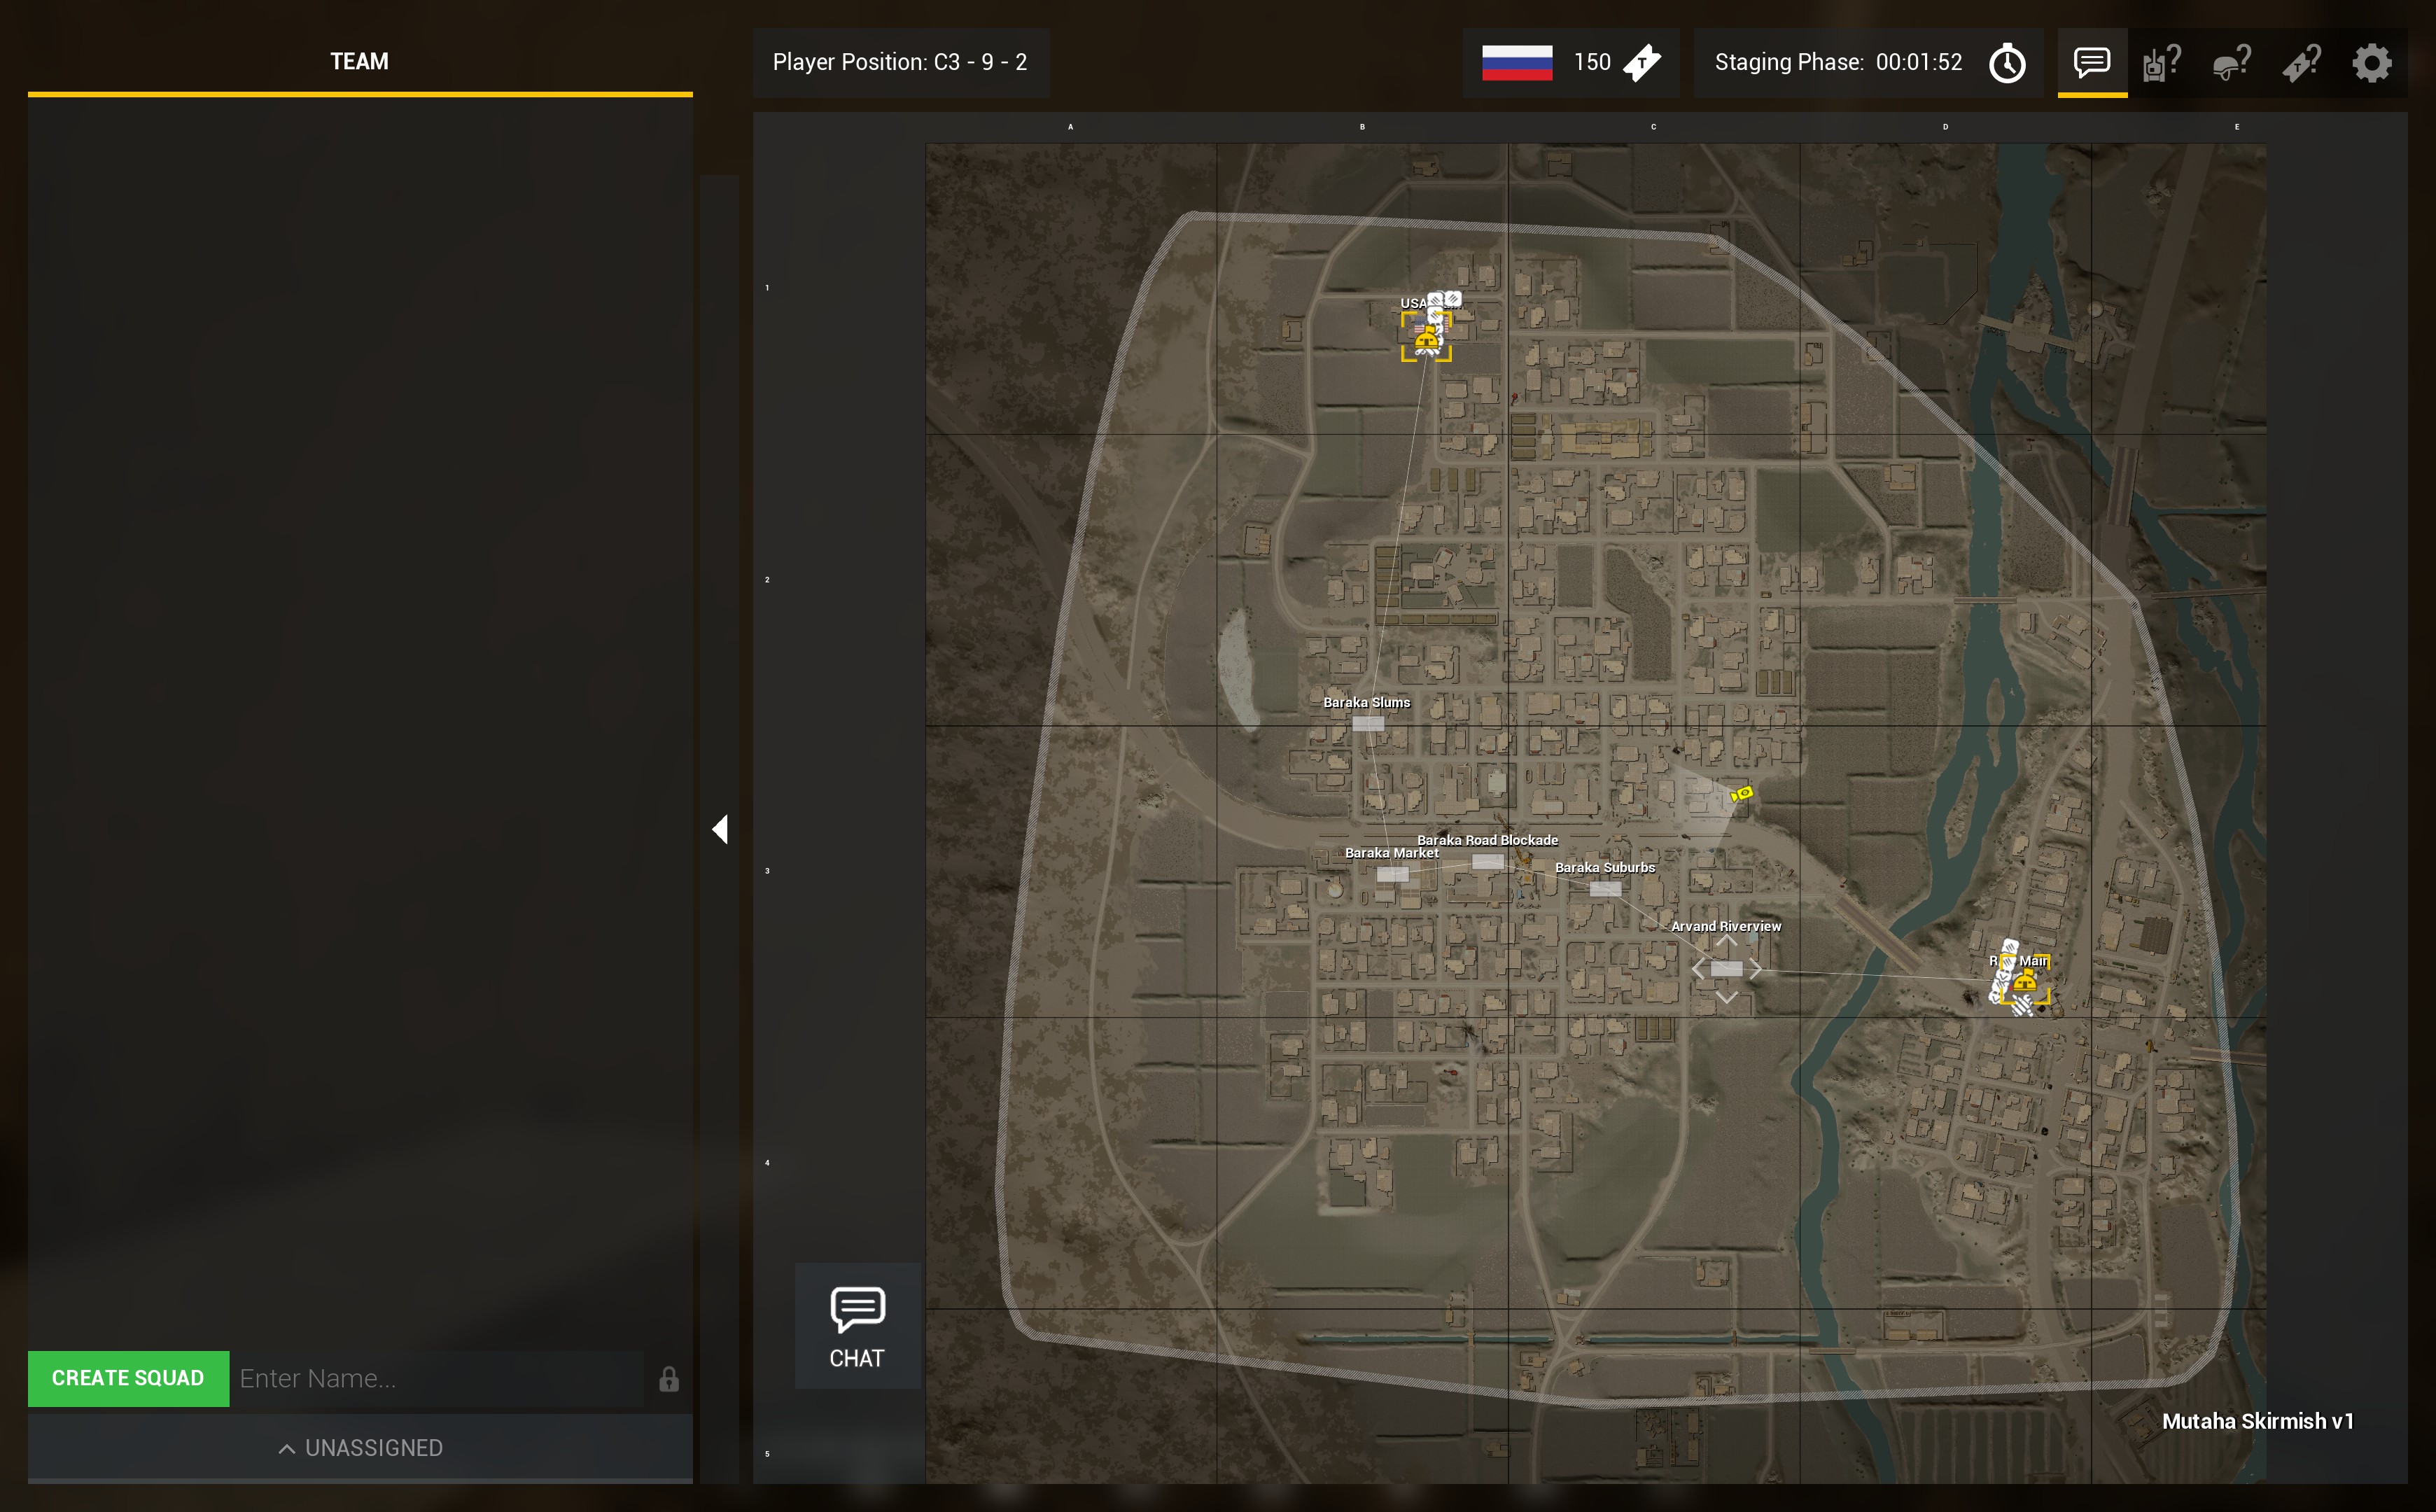 TEAM
Player Position: C3 - 9 - 2
150
Staging Phase: 00:01:52
A
B
C
D
E
1
USA
2
Baraka Slums
Baraka Road Blockade
Baraka Market
3
Baraka Suburbs
Arvand Riverview
Main
4
CHAT
CREATE SQUAD
Enter Name...
Mutaha Skirmish v1
UNASSIGNED
5